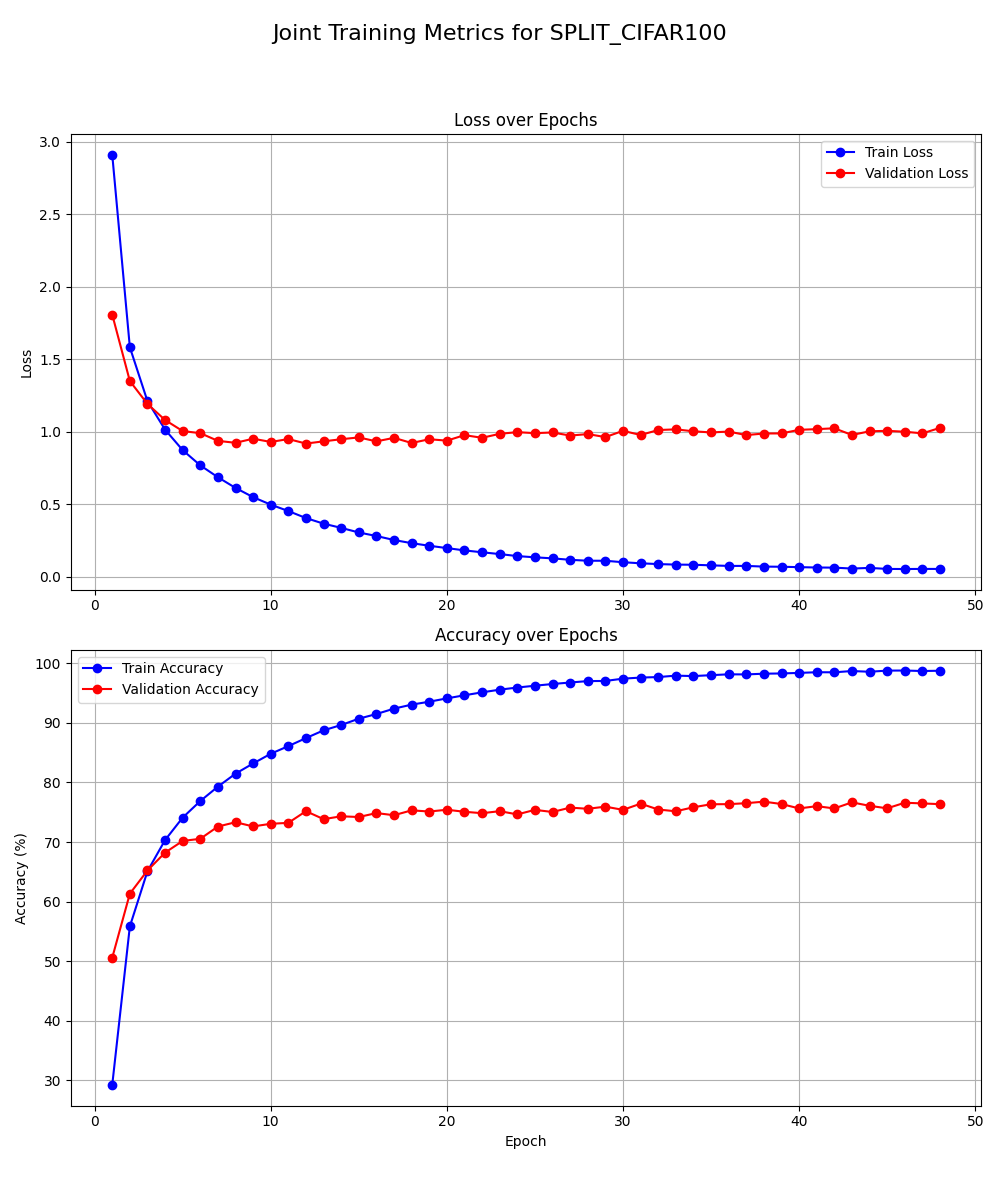 Joint Training Metrics for SPLIT_CIFAR100
Loss over Epochs
3.0
2.5
2.0
1.5
1.0
0.5
0.0
Loss
Train Loss
Validation Loss
0 10 20 30 40 50
Accuracy over Epochs
100
90
80
70
60
50
40
30
Accuracy (%)
Train Accuracy
Validation Accuracy
0 10 20 30 40 50
Epoch